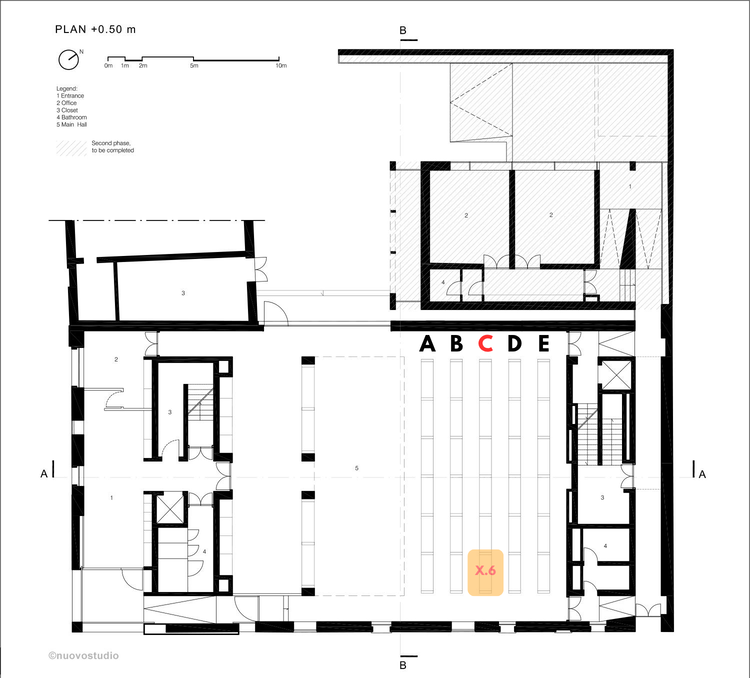 PLAN +0.50 m
B
N
0m 1m 2m 5m 10m
Legend:
1 Entrance
2 Office
3 Closet
4 Bathroom
5 Main Hall
Second phase,
to be completed
1
2
2
4
3
A B C D E
2
3
5
A
A
1
3
4
4
X.6
B
©nuovostudio